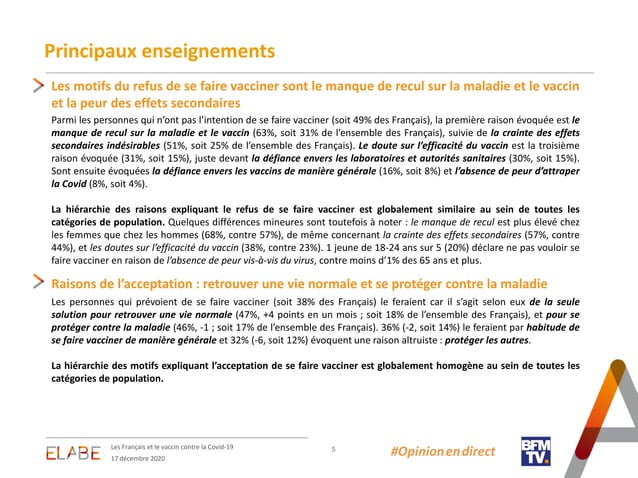 Principaux enseignements
Les motifs du refus de se faire vacciner sont le manque de recul sur la maladie et le vaccin
et la peur des effets secondaires
Parmi les personnes qui n’ont pas l’intention de se faire vacciner (soit 49% des Français), la première raison évoquée est le
manque de recul sur la maladie et le vaccin (63%, soit 31% de l’ensemble des Français), suivie de la crainte des effets
secondaires indésirables (51%, soit 25% de l’ensemble des Français). Le doute sur l’efficacité du vaccin est la troisième
raison évoquée (31%, soit 15%), juste devant la défiance envers les laboratoires et autorités sanitaires (30%, soit 15%).
Sont ensuite évoquées la défiance envers les vaccins de manière générale (16%, soit 8%) et l’absence de peur d’attraper
la Covid (8%, soit 4%).
La hiérarchie des raisons expliquant le refus de se faire vacciner est globalement similaire au sein de toutes les
catégories de population. Quelques différences mineures sont toutefois à noter : le manque de recul est plus élevé chez
les femmes que chez les hommes (68%, contre 57%), de même concernant la crainte des effets secondaires (57%, contre
44%), et les doutes sur l’efficacité du vaccin (38%, contre 23%). 1 jeune de 18-24 ans sur 5 (20%) déclare ne pas vouloir se
faire vacciner en raison de l’absence de peur vis-à-vis du virus, contre moins d’1% des 65 ans et plus.
Raisons de l’acceptation : retrouver une vie normale et se protéger contre la maladie
Les personnes qui prévoient de se faire vacciner (soit 38% des Français) le feraient car il s’agit selon eux de la seule
solution pour retrouver une vie normale (47%, +4 points en un mois ; soit 18% de l’ensemble des Français), et pour se
protéger contre la maladie (46%, -1 ; soit 17% de l’ensemble des Français). 36% (-2, soit 14%) le feraient par habitude de
se faire vacciner de manière générale et 32% (-6, soit 12%) évoquent une raison altruiste : protéger les autres.
La hiérarchie des motifs expliquant l’acceptation de se faire vacciner est globalement homogène au sein de toutes les
catégories de population.
ELABE
Les Français et le vaccin contre la Covid-19
17 décembre 2020
5
#Opinionendirect
BFM
TV.